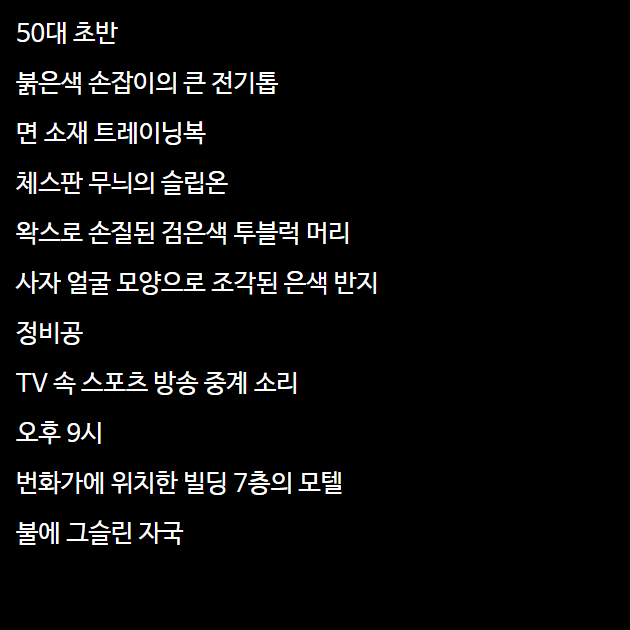 50대 초반
붉은색 손잡이의 큰 전기톱
면 소재 트레이닝복
체스판 무늬의 슬립온
왁스로 손질된 검은색 투블럭 머리
사자 얼굴 모양으로 조각된 은색 반지
정비공
TV 속 스포츠 방송 중계 소리
오후 9시
번화가에 위치한 빌딩 7층의 모텔
불에 그슬린 자국